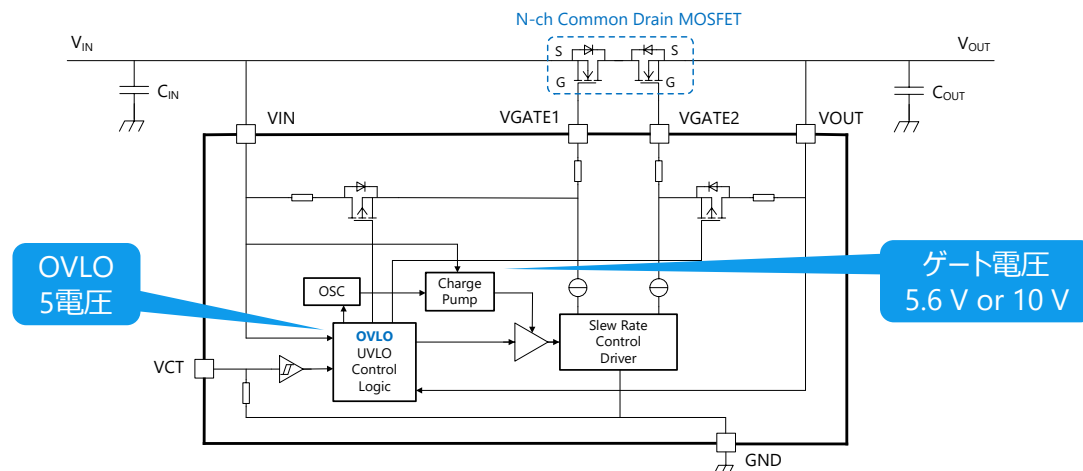 N-ch Common Drain MOSFET
VIN
S
S
VOUT
G
G
CIN
COUT
VIN
VGATE1
VGATE2
VOUT
OVLO
5電圧
ゲート電圧
5.6 V or 10 V
OSC
Charge
Pump
OVLO
UVLO
Control
Logic
Slew Rate
Control
Driver
VCT
GND